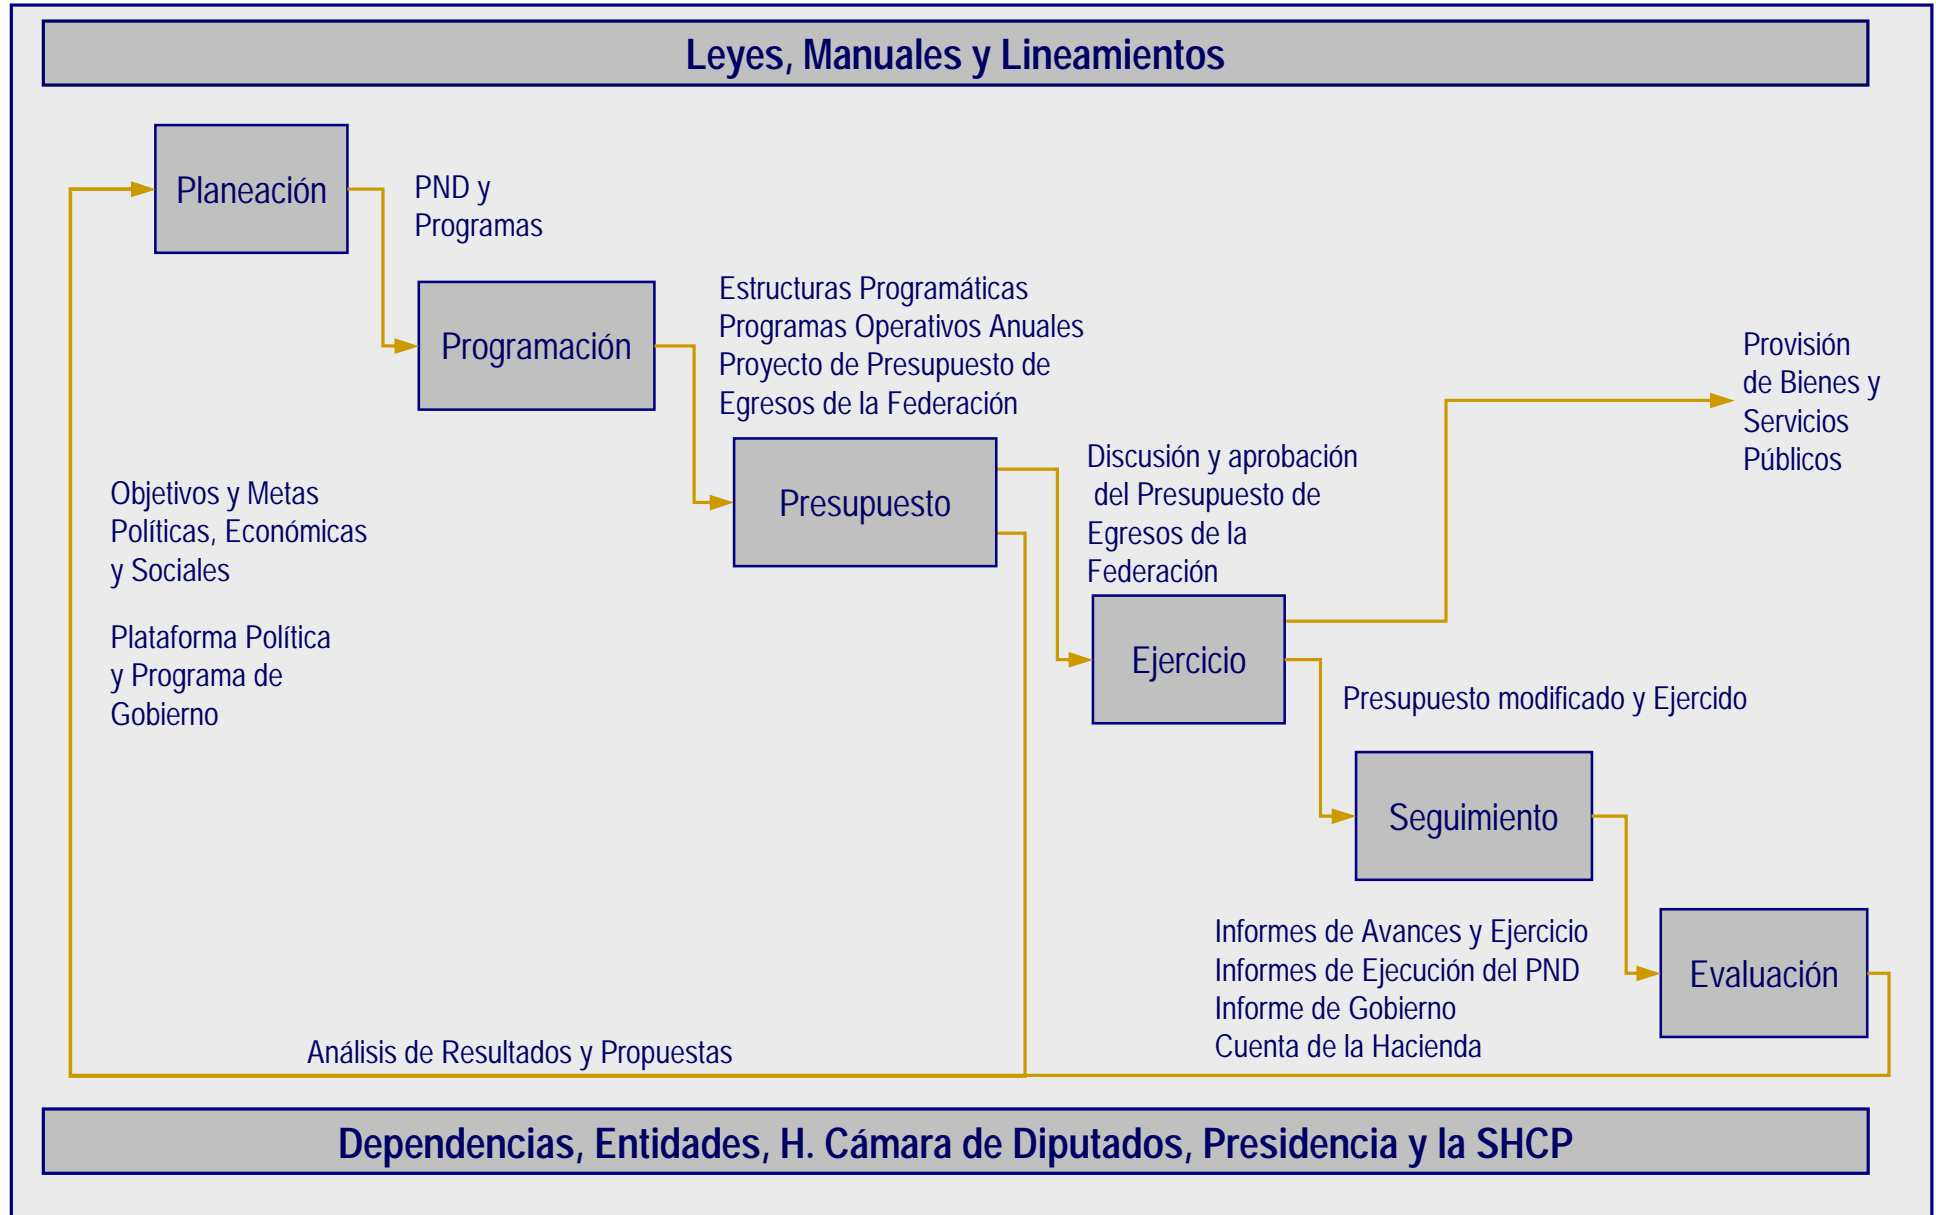 Leyes, Manuales y Lineamientos
Planeación
PND y
Programas
Programación
Estructuras Programáticas
Programas Operativos Anuales
Proyecto de Presupuesto de
Egresos de la Federación
Provisión
de Bienes y
Servicios
Públicos
Presupuesto
Discusión y aprobación
del Presupuesto de
Egresos de la
Federación
Objetivos y Metas
Políticas, Económicas
y Sociales
Plataforma Política
y Programa de
Gobierno
Ejercicio
Presupuesto modificado y Ejercido
Seguimiento
Informes de Avances y Ejercicio
Informes de Ejecución del PND
Informe de Gobierno
Cuenta de la Hacienda
Evaluación
Análisis de Resultados y Propuestas
Dependencias, Entidades, H. Cámara de Diputados, Presidencia y la SHCP